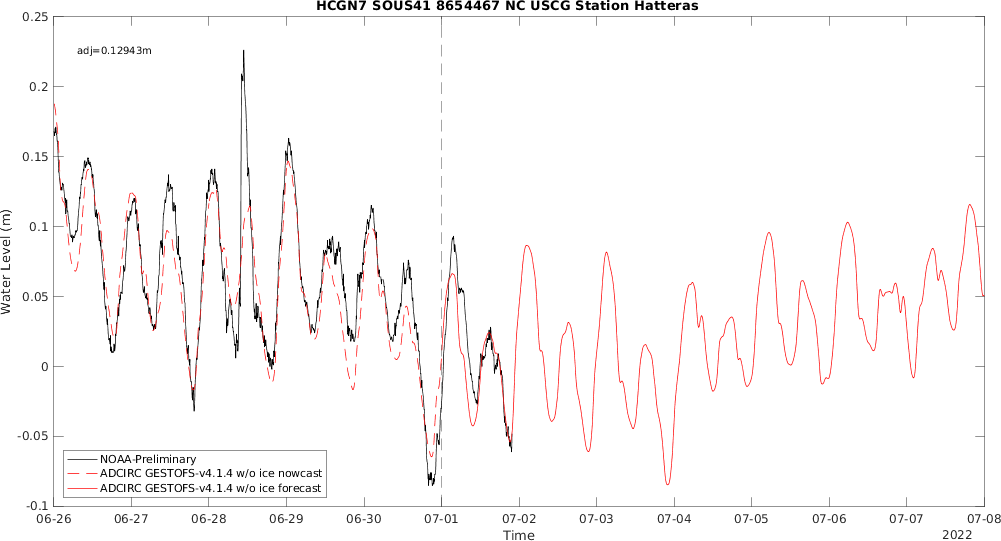 HCGN7 SOUS41 8654467 NC USCG Station Hatteras
0.25
adj=0.12943m
0.2
0.15
0.1
0.05
0
-0.05
-0.1
Water Level (m)
NOAA-Preliminary
ADCIRC GESTOFS-v4.1.4 w/o ice nowcast
ADCIRC GESTOFS-v4.1.4 w/o ice forecast
06-26 06-27 06-28 06-29 06-30 07-01 07-02 07-03 07-04 07-05 07-06 07-07 07-08
Time
2022